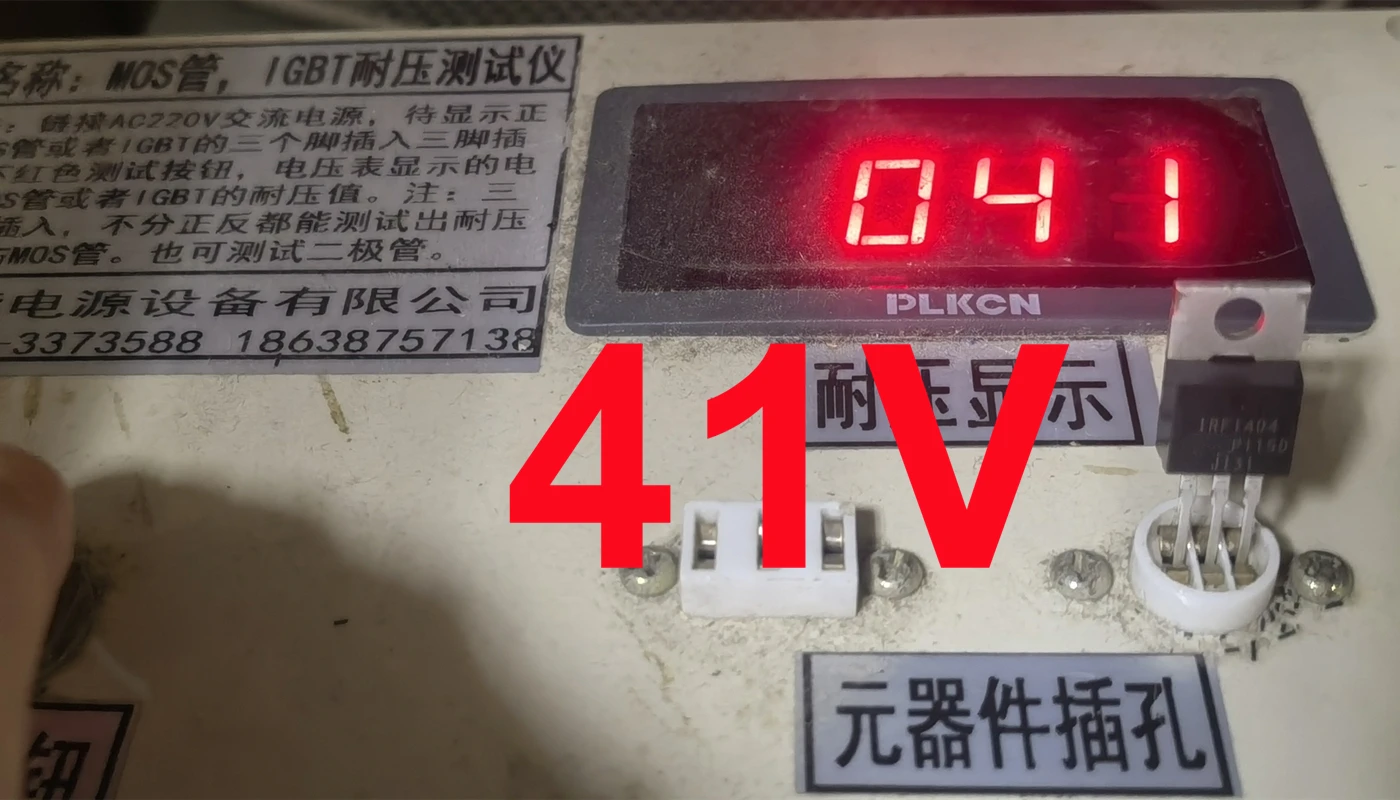 名称：MOS管，IGBT耐压测试仪
：链接AC220V交流电源，待显示正
S管或者IGBT的三个脚插入三脚插
下红色测试按钮，电压表显示的电
S管或者IGBT的耐压值。注：三
插入，不分正反都能测试出耐压
MOS管。也可测试二极管。
电源设备有限公司
-3373588 18638757138
041
PLKCN
41V
耐压显示
IRF1404
P115D
J131
元器件插孔
钮